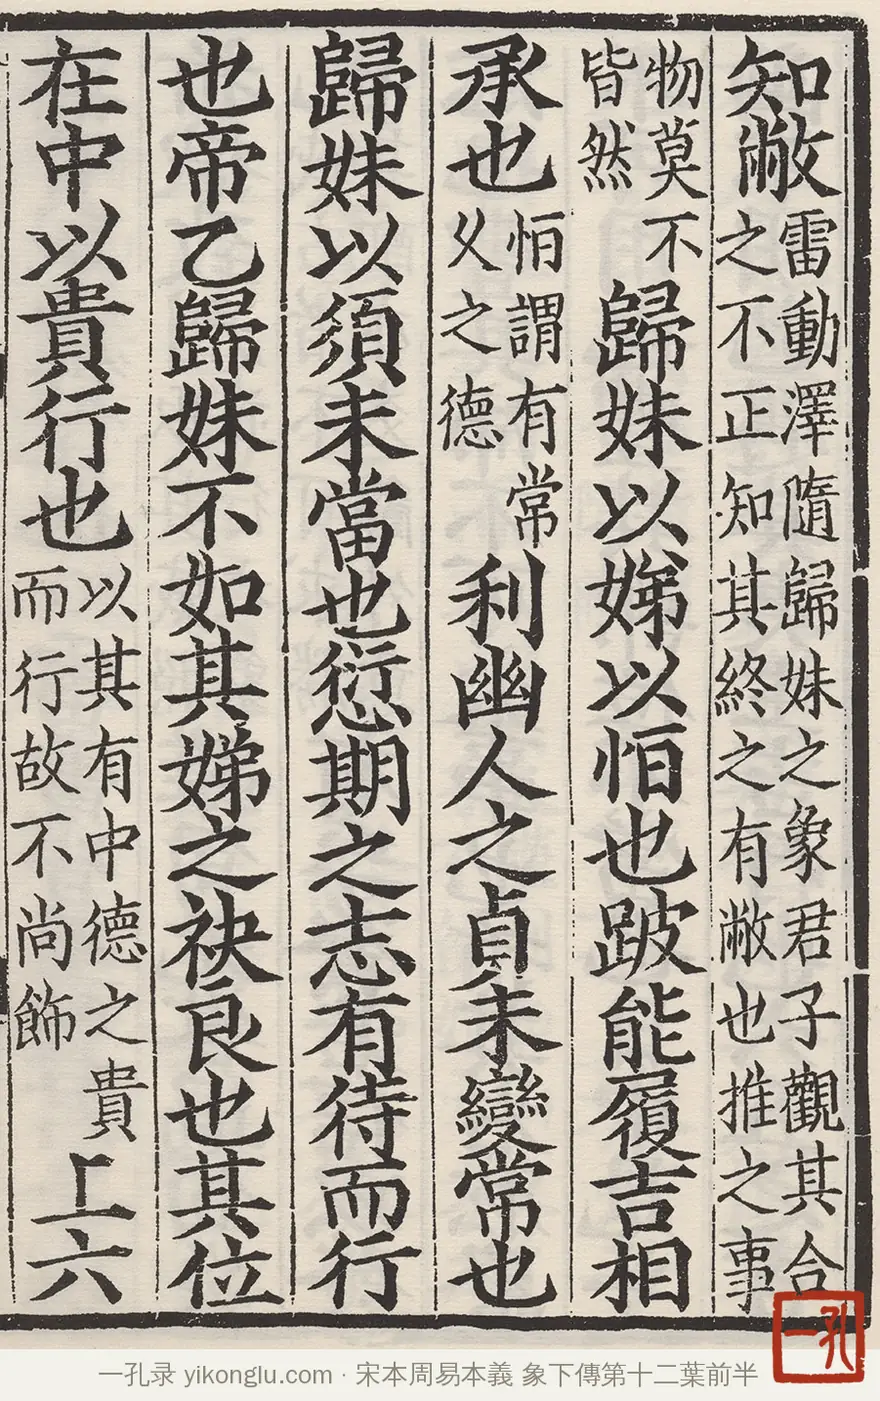 知敝
雷動澤隨歸妹之象君子觀其合
之不正知其終之有敝也推之事
物莫不
皆然
歸妹以娣以恒也跛能履吉相
承也
恒謂有常
乆之德
利幽人之貞未變常也
歸妹以須未當也愆期之志有待而行
也帝乙歸妹不如其娣之袂良也其位
在中以貴行也
以其有中德之貴
而行故不尚飾
上六
一孔
一孔录 yikonglu.com · 宋本周易本義 象下傳第十二葉前半